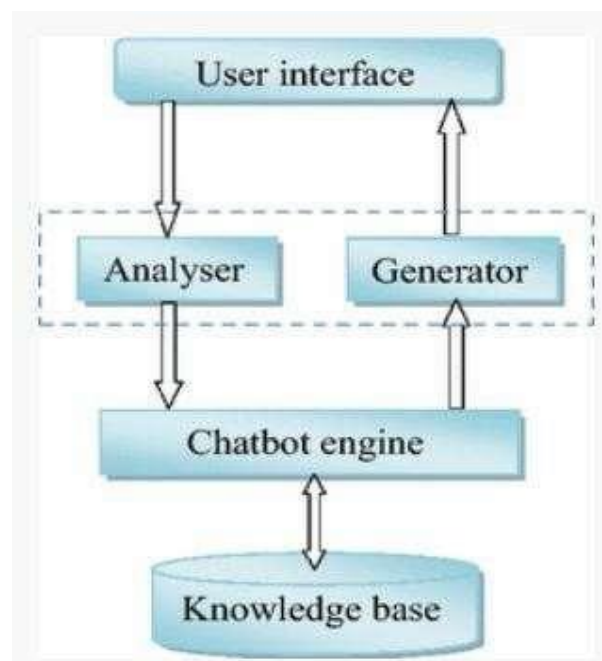 User interface
Analyser
Generator
Chatbot engine
Knowledge base